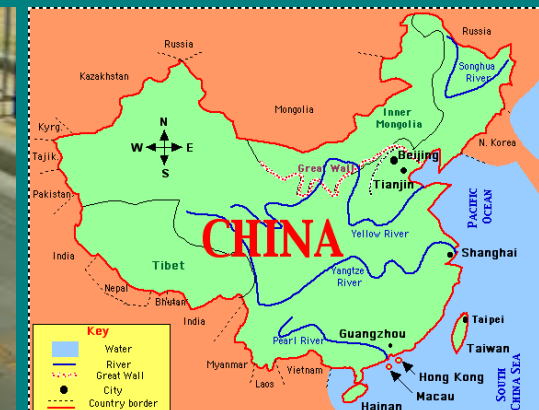 Russia
Russia
Kazakhstan
Songhua
River
Mongolia
Inner
Mongolia
Kyrg.
N
W E
S
N. Korea
Tajik.
Great Wall
Beijing
Tianjin
Pakistan
PACIFIC
OCEAN
CHINA
Yellow River
India
Tibet
Shanghai
Yangtze
River
Nepal
Bhutan
India
Taipei
Key
Water
River
Great Wall
City
Country border
Pearl River
Guangzhou
Taiwan
Myanmar
Vietnam
Laos
Hong Kong
Macau
Hainan
SOUTH
CHINA SEA